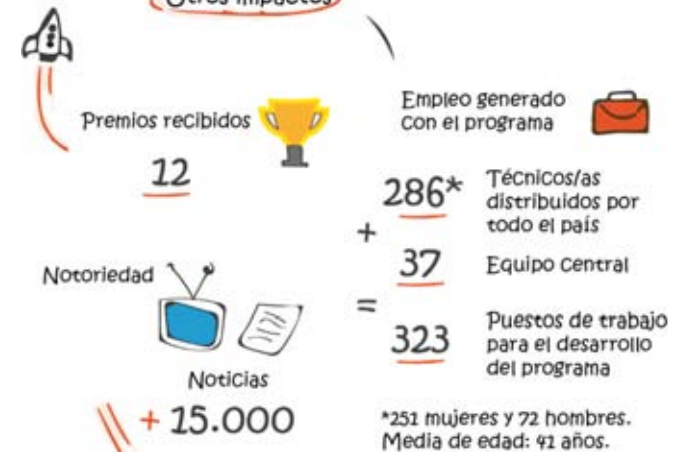 Otros impactos
Premios recibidos
12
Notoriedad
Noticias
+ 15.000
Empleo generado
con el programa
286*
Técnicos/as
distribuidos por
todo el país
+
37
Equipo central
=
323
Puestos de trabajo
para el desarrollo
del programa
*251 mujeres y 72 hombres.
Media de edad: 41 años.